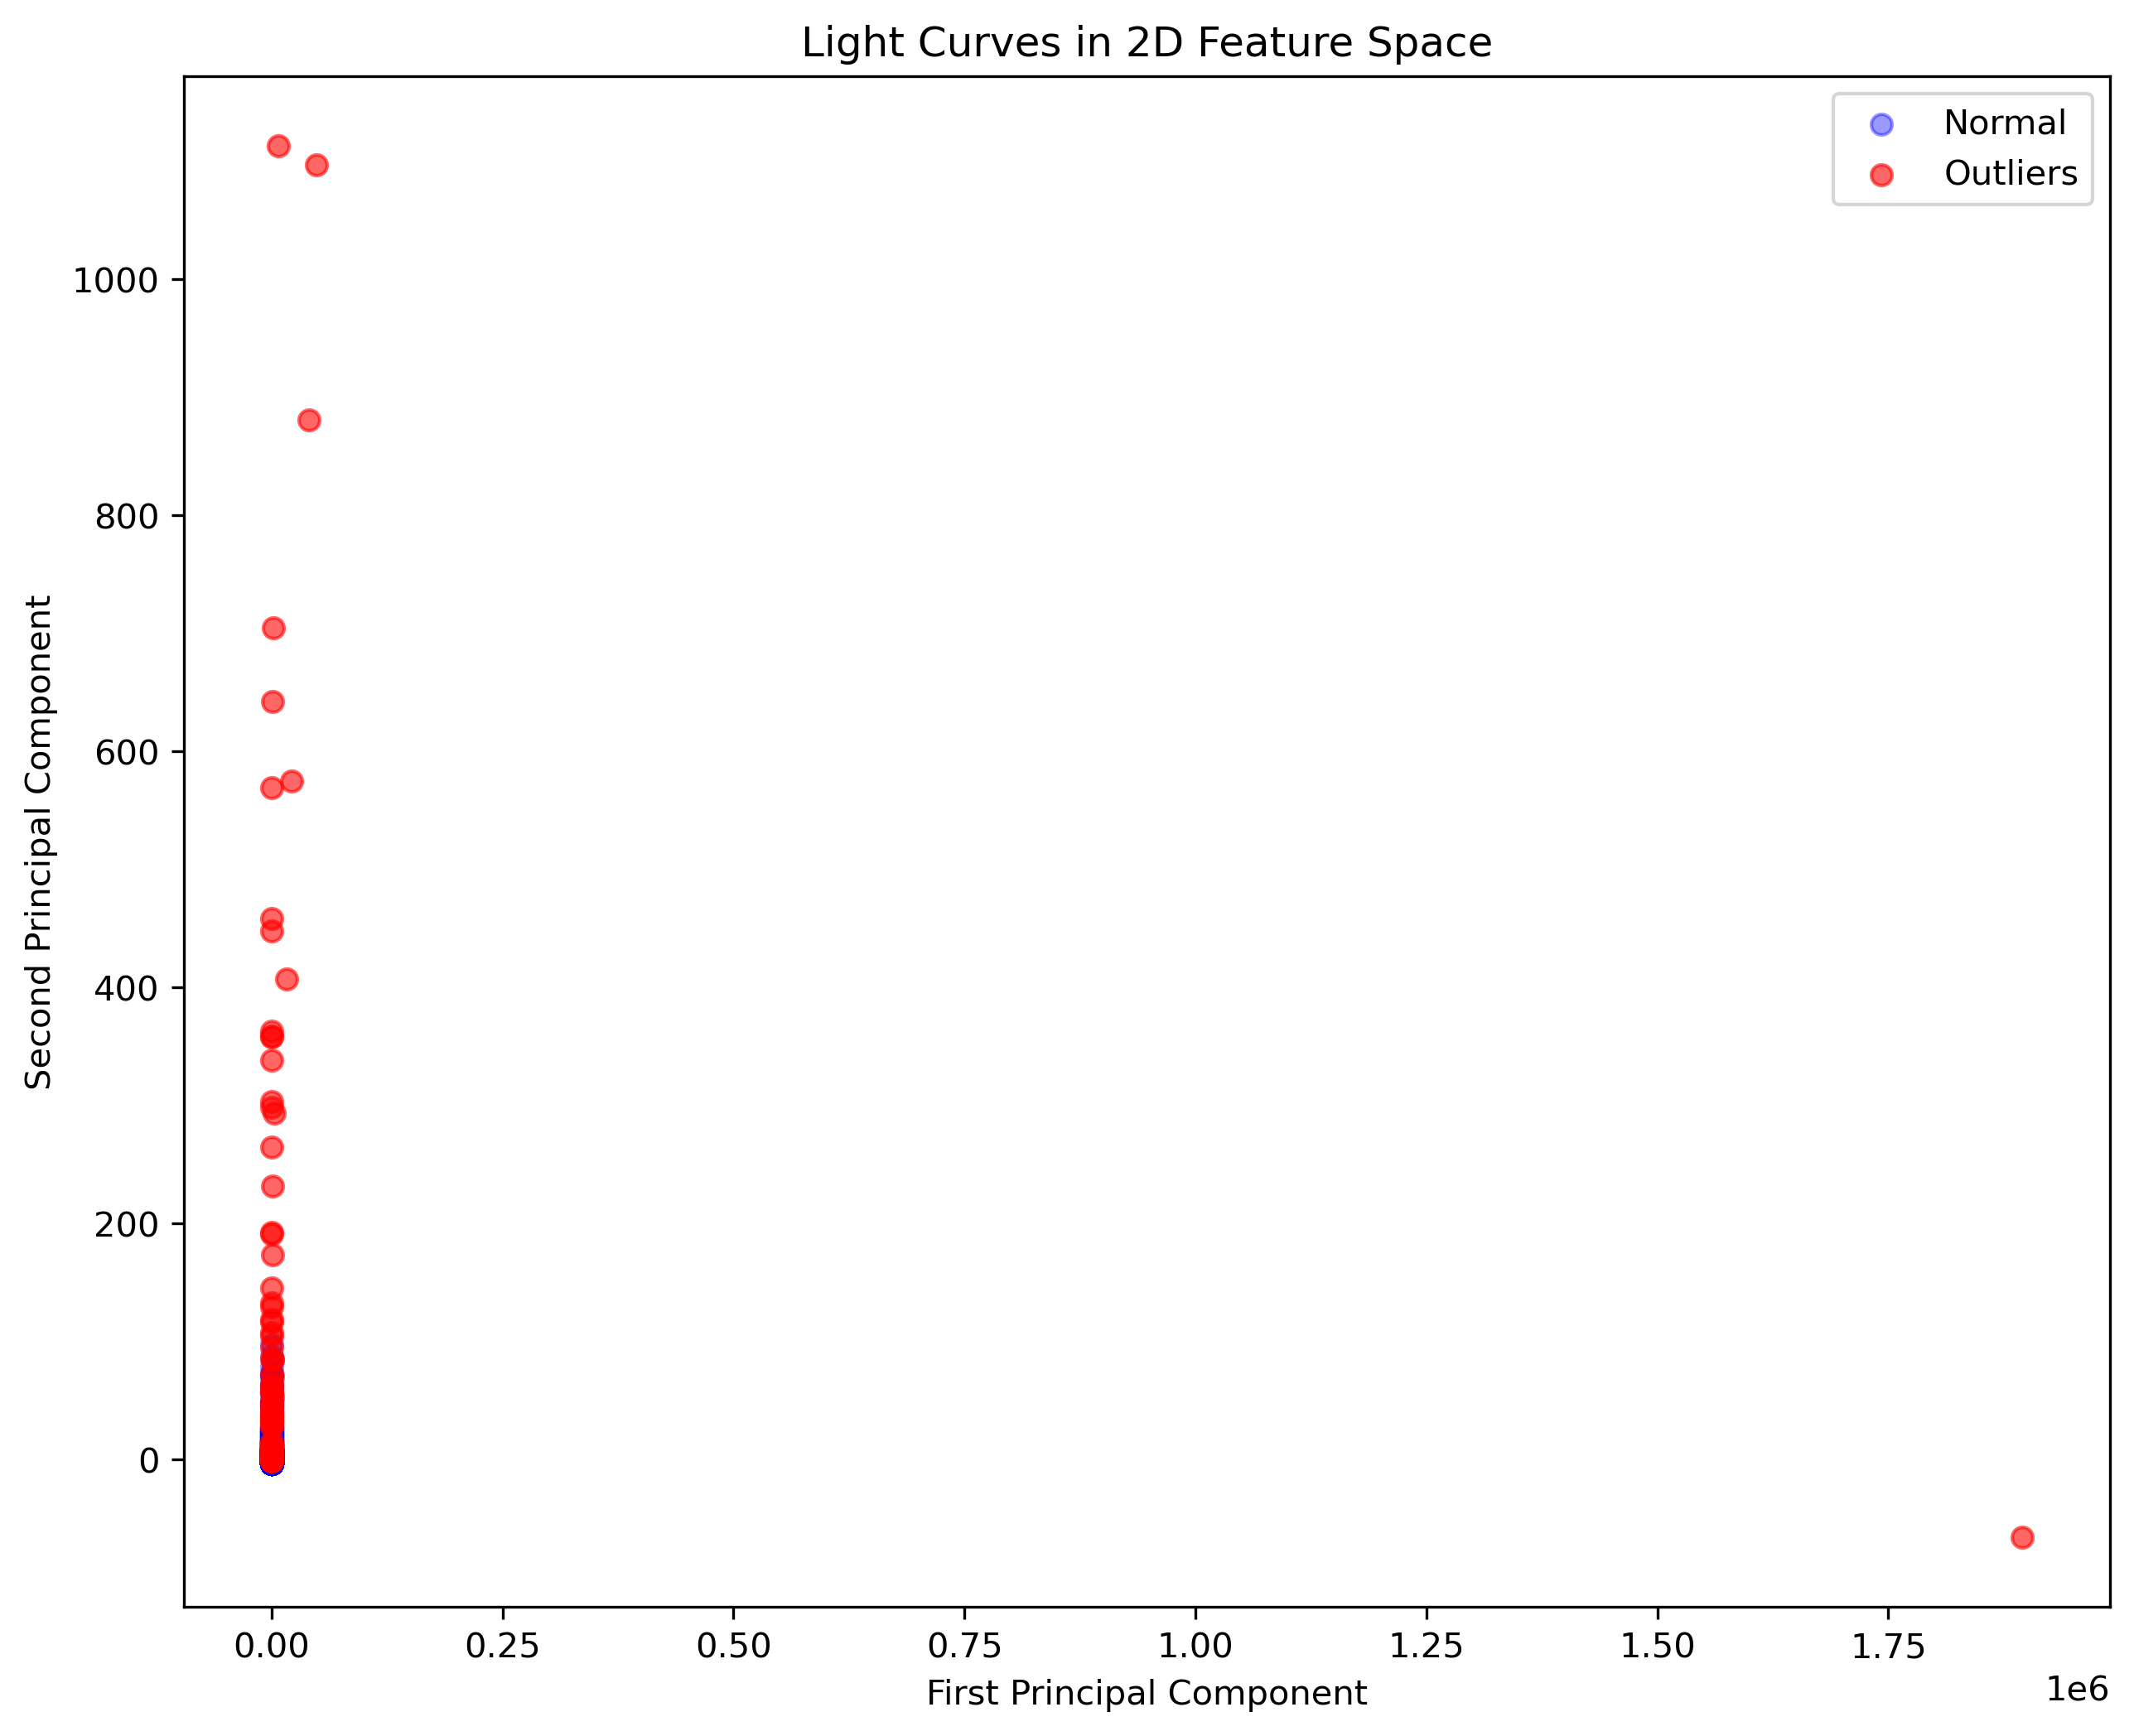 Light Curves in 2D Feature Space
Normal
Outliers
Second Principal Component
1000
800
600
400
200
0
0.00 0.25 0.50 0.75 1.00 1.25 1.50 1.75
1e6
First Principal Component